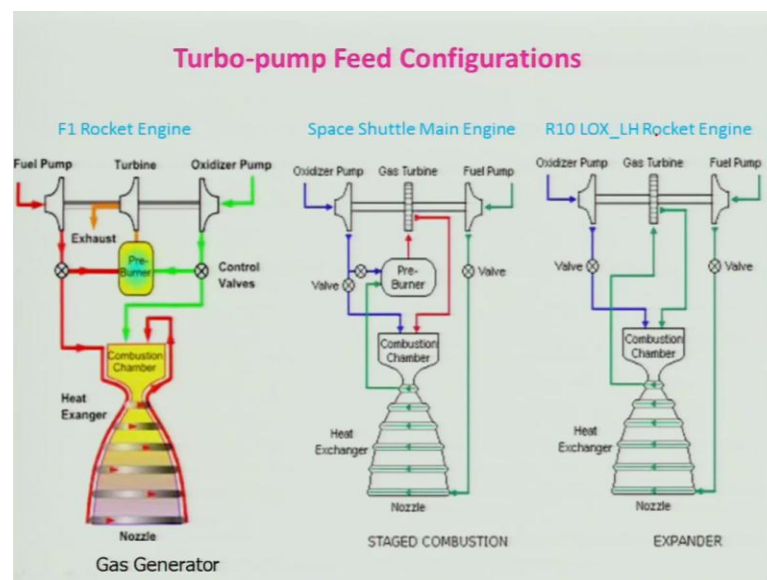 Turbo-pump Feed Configurations
F1 Rocket Engine
Fuel Pump
Turbine
Oxidizer Pump
Exhaust
Pre-
Burner
Control
Valves
Combustion
Chamber
Heat
Exanger
Nozzle
Gas Generator
Space Shuttle Main Engine
Oxidizer Pump
Gas Turbine
Fuel Pump
Valve
Pre-
Burner
Valve
Combustion
Chamber
Heat
Exchanger
Nozzle
STAGED COMBUSTION
R10 LOX_LH Rocket Engine
Oxidizer Pump
Gas Turbine
Fuel Pump
Valve
Valve
Combustion
Chamber
Heat
Exchanger
Nozzle
EXPANDER